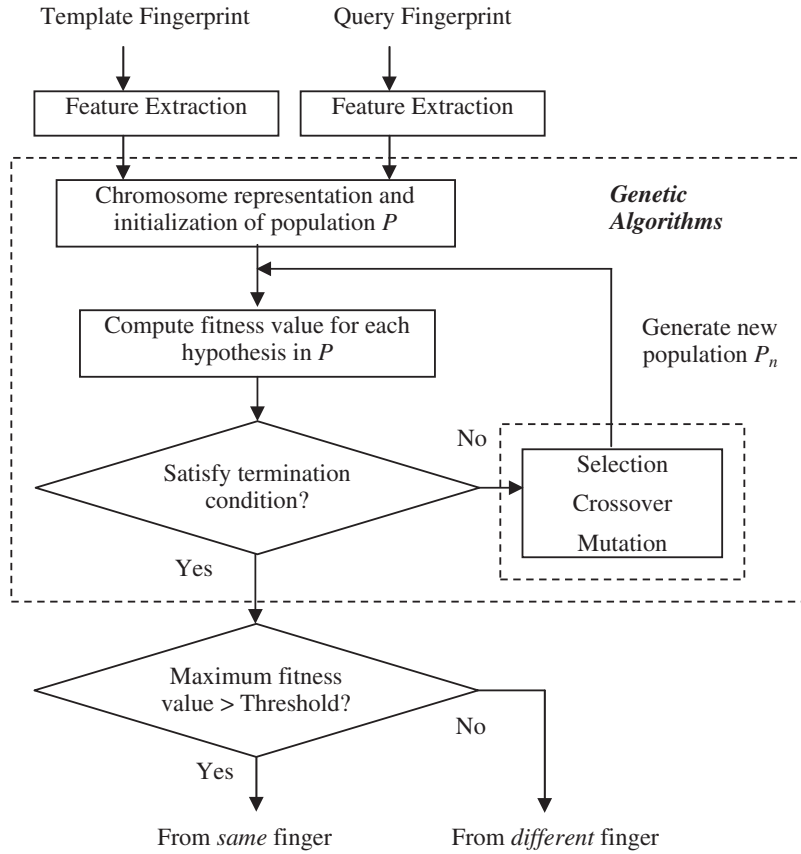 Template Fingerprint
Query Fingerprint
Feature Extraction
Feature Extraction
Chromosome representation and
initialization of population P
Genetic
Algorithms
Compute fitness value for each
hypothesis in P
Generate new
population Pn
Satisfy termination
condition?
No
Selection
Crossover
Mutation
Yes
Maximum fitness
value > Threshold?
No
Yes
From same finger
From different finger